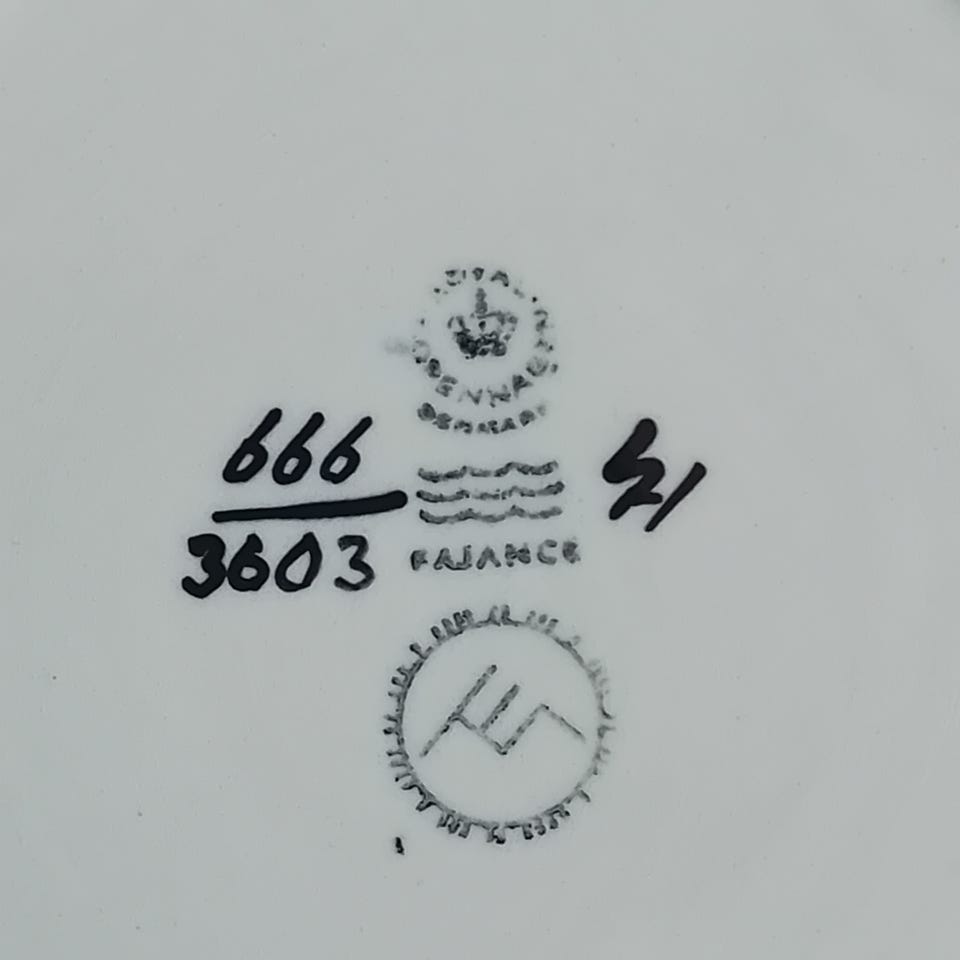 ROYAL COPENHAGEN
DENMARK
666
3603
FAJANCE